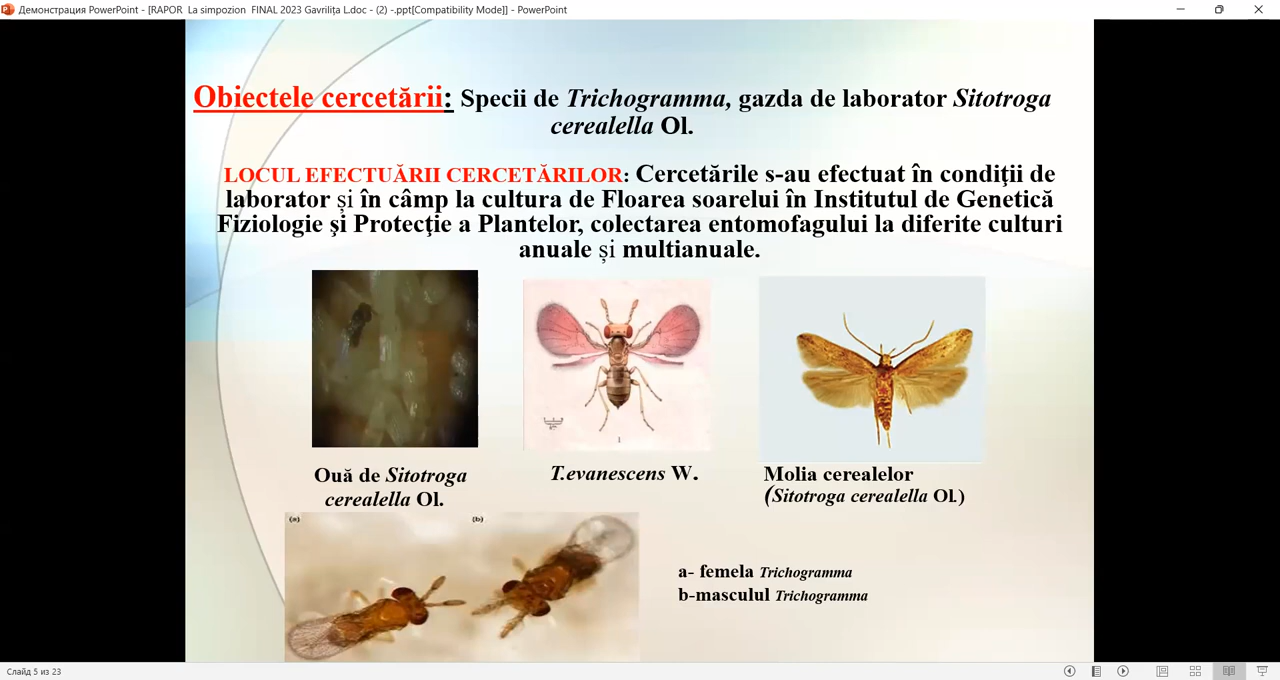 Демонстрация PowerPoint - [RAPOR  La simpozion  FINAL 2023 Gavrilița L.doc - (2) -.ppt[Compatibility Mode]] - PowerPoint
Obiectele cercetării: Specii de Trichogramma, gazda de laborator Sitotroga
cerealella Ol.
LOCUL EFECTUĂRII CERCETĂRILOR: Cercetările s-au efectuat în condiţii de
laborator și în câmp la cultura de Floarea soarelui în Institutul de Genetică
Fiziologie şi Protecţie a Plantelor, colectarea entomofagului la diferite culturi
anuale și multianuale.
1
Ouă de Sitotroga
cerealella Ol.
T.evanescens W.
Molia cerealelor
(Sitotroga cerealella Ol.)
(a)
(b)
a- femela Trichogramma
b-masculul Trichogramma
Слайд 5 из 23